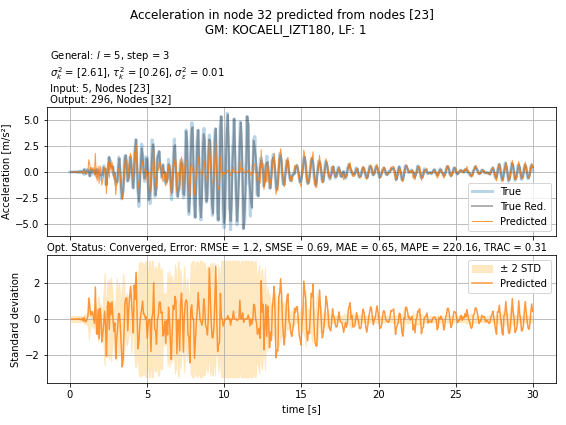 Acceleration in node 32 predicted from nodes [23]
GM: KOCAELI_IZT180, LF: 1
General: l = 5, step = 3
σ²ₖ = [2.61], τ²ₖ = [0.26], σ²ε = 0.01
Input: 5, Nodes [23]
Output: 296, Nodes [32]
Acceleration [m/s²]
5.0
2.5
0.0
−2.5
−5.0
True
True Red.
Predicted
Opt. Status: Converged, Error: RMSE = 1.2, SMSE = 0.69, MAE = 0.65, MAPE = 220.16, TRAC = 0.31
Standard deviation
2
0
−2
± 2 STD
Predicted
0 5 10 15 20 25 30
time [s]